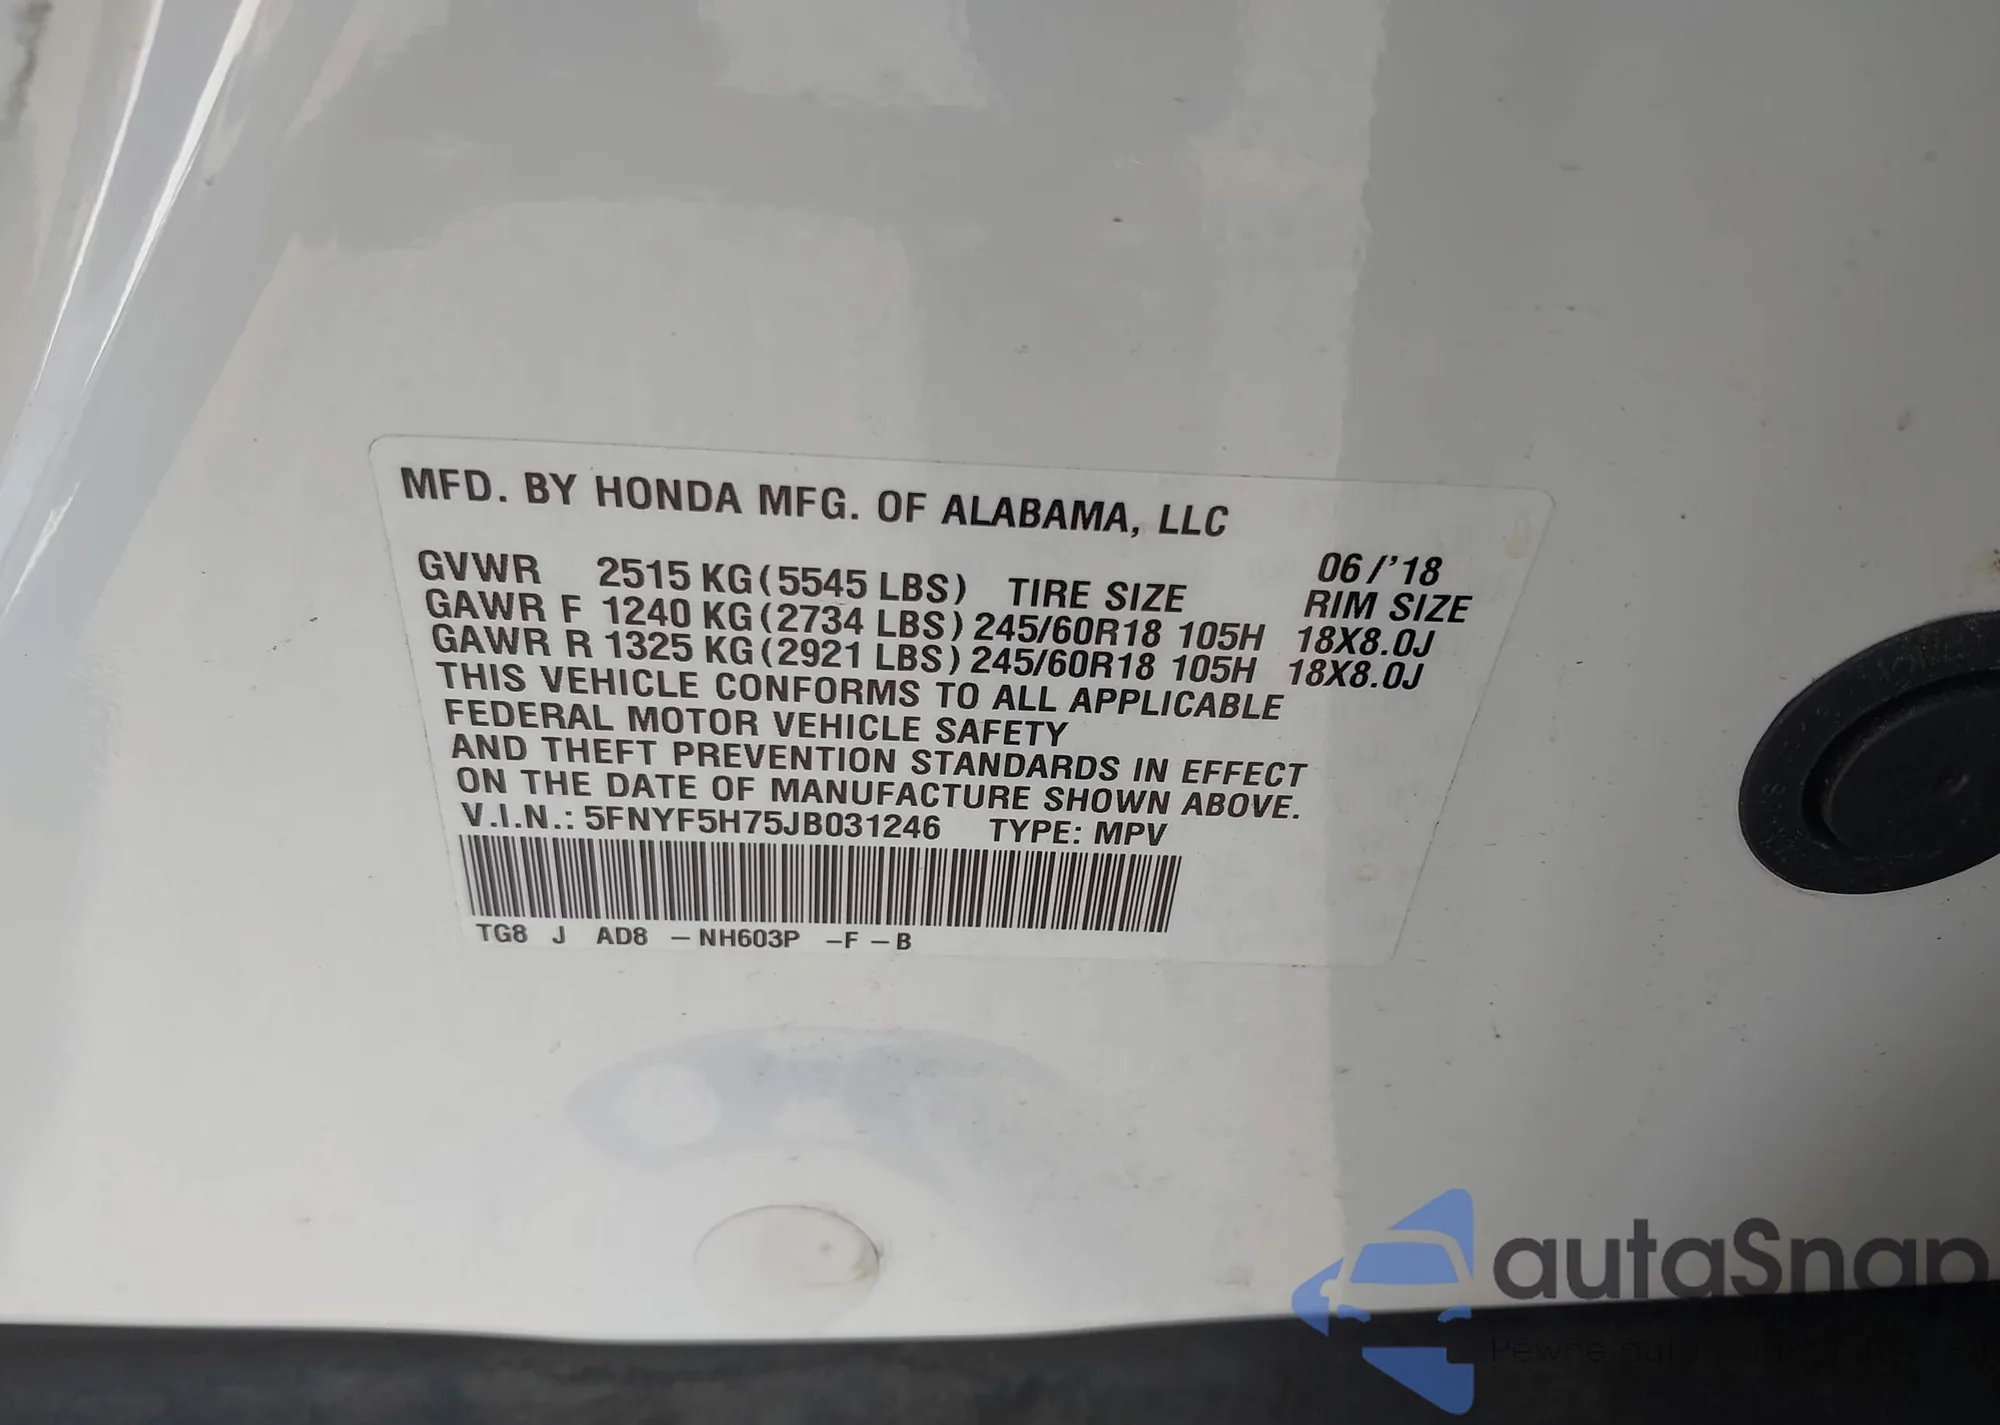 MFD. BY HONDA MFG. OF ALABAMA, LLC
06/'18
GVWR 2515 KG (5545 LBS) TIRE SIZE RIM SIZE
GAWR F 1240 KG (2734 LBS) 245/60R18 105H 18X8.0J
GAWR R 1325 KG (2921 LBS) 245/60R18 105H 18X8.0J
THIS VEHICLE CONFORMS TO ALL APPLICABLE
FEDERAL MOTOR VEHICLE SAFETY
AND THEFT PREVENTION STANDARDS IN EFFECT
ON THE DATE OF MANUFACTURE SHOWN ABOVE.
V.I.N.: 5FNYF5H75JB031246 TYPE: MPV
TG8 J AD8 – NH603P –F – B
autaSnap
Pewne auta